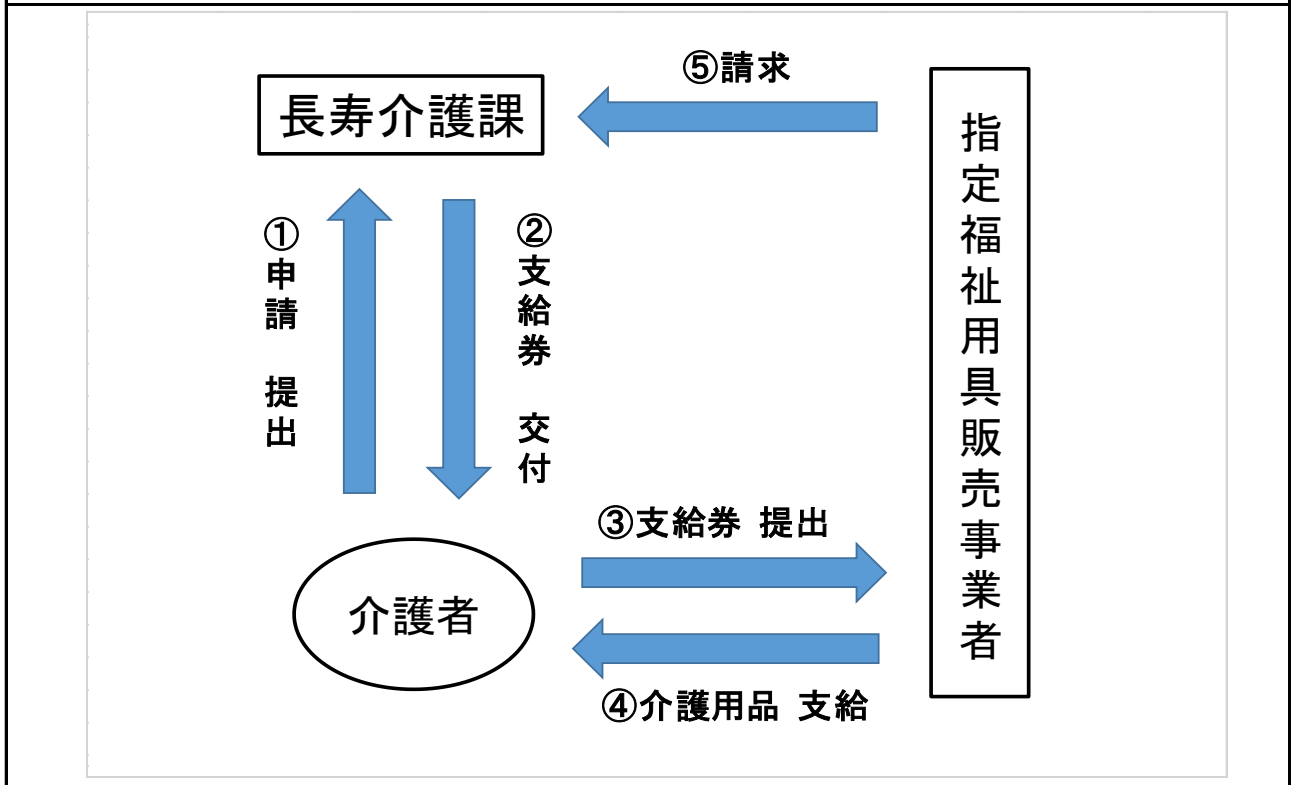 ⑤請求
長寿介護課
指定福祉用具販売事業者
①申請 提出
②支給券 交付
③支給券 提出
介護者
④介護用品 支給